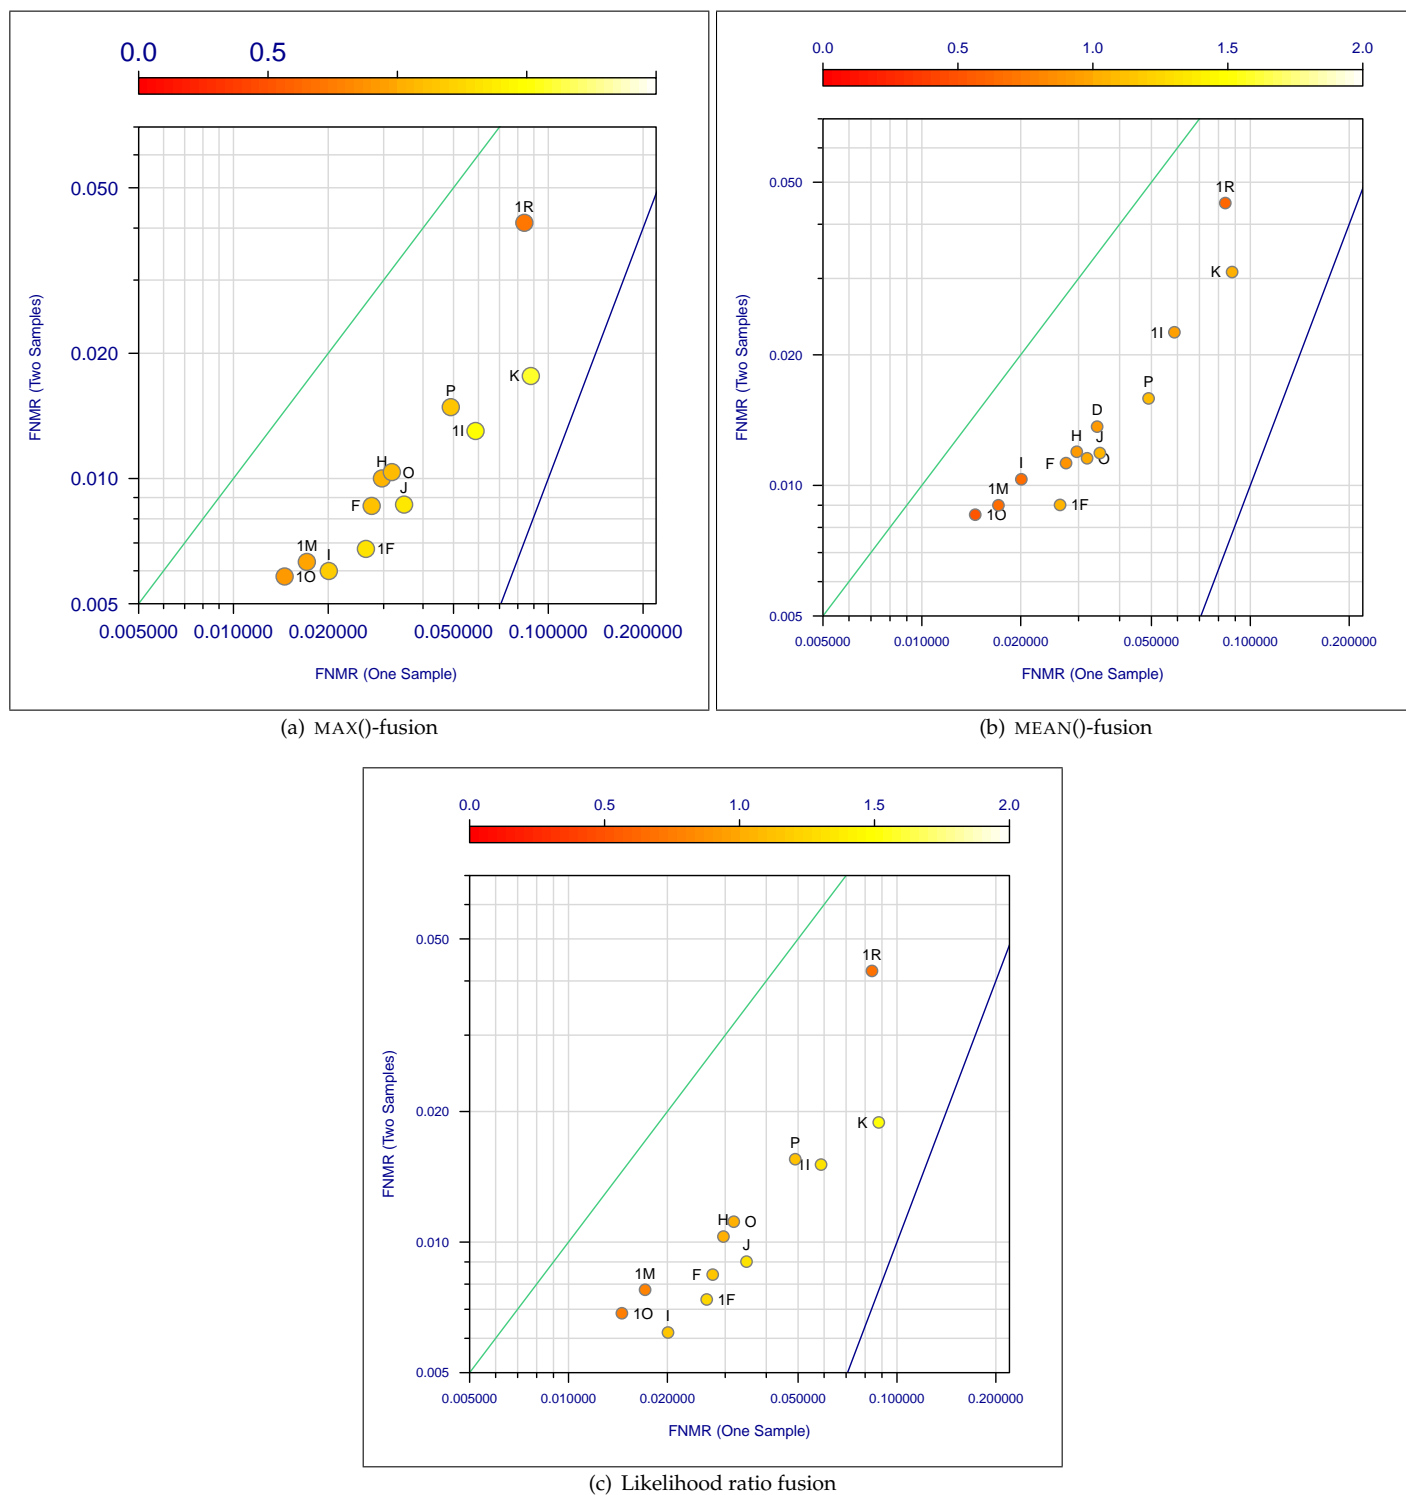 0.0 0.5
0.050
0.020
0.010
0.005
FNMR (Two Samples)
1R
K
P
1I
H
O
J
F
1F
1M
I
1O
0.005000 0.010000 0.020000 0.050000 0.100000 0.200000
FNMR (One Sample)
(a) MAX()-fusion
0.0 0.5 1.0 1.5 2.0
0.050
0.020
0.010
0.005
FNMR (Two Samples)
1R
K
1I
P
D
H
J
O
F
I
1M
1F
1O
0.005000 0.010000 0.020000 0.050000 0.100000 0.200000
FNMR (One Sample)
(b) MEAN()-fusion
0.0 0.5 1.0 1.5 2.0
0.050
0.020
0.010
0.005
FNMR (Two Samples)
1R
K
P
1I
H
O
J
F
1M
1F
1O
I
0.005000 0.010000 0.020000 0.050000 0.100000 0.200000
FNMR (One Sample)
(c) Likelihood ratio fusion